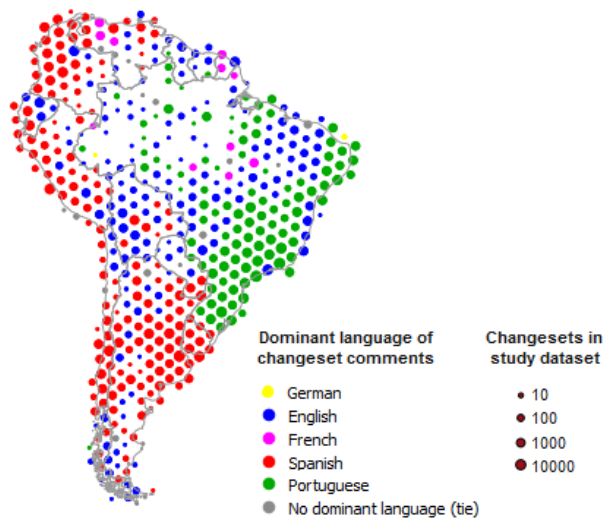 Dominant language of
changeset comments
German
English
French
Spanish
Portuguese
No dominant language (tie)
Changesets in
study dataset
10
100
1000
10000